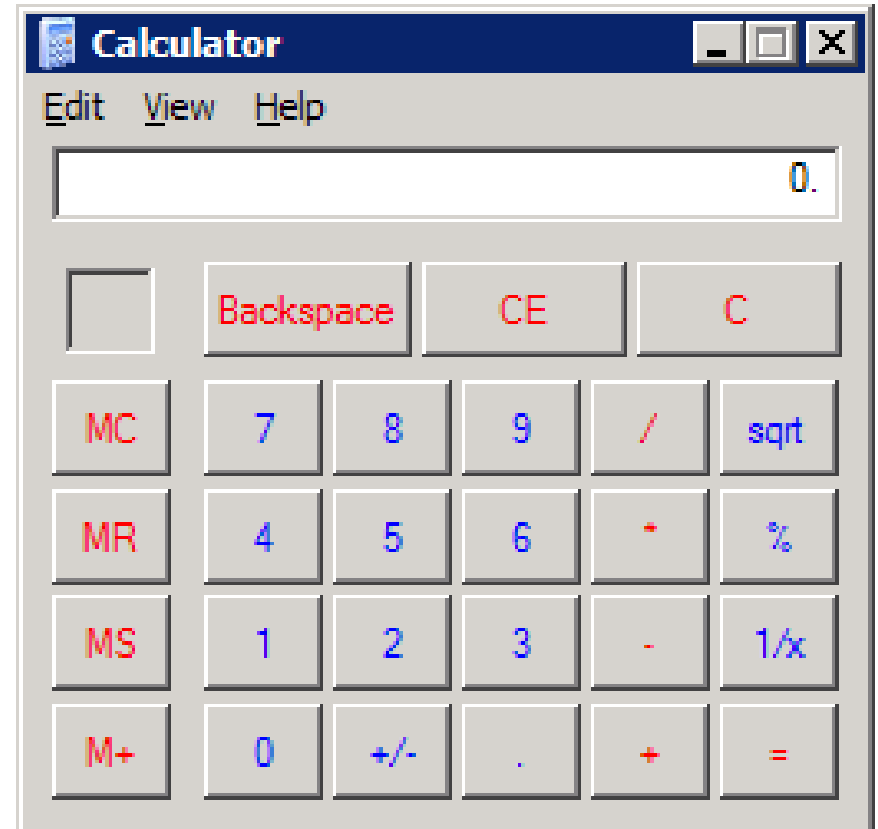 Calculator
Edit View Help
0.
Backspace CE C
MC 7 8 9 / sqrt
MR 4 5 6 * %
MS 1 2 3 - 1/x
M+ 0 +/- . + =